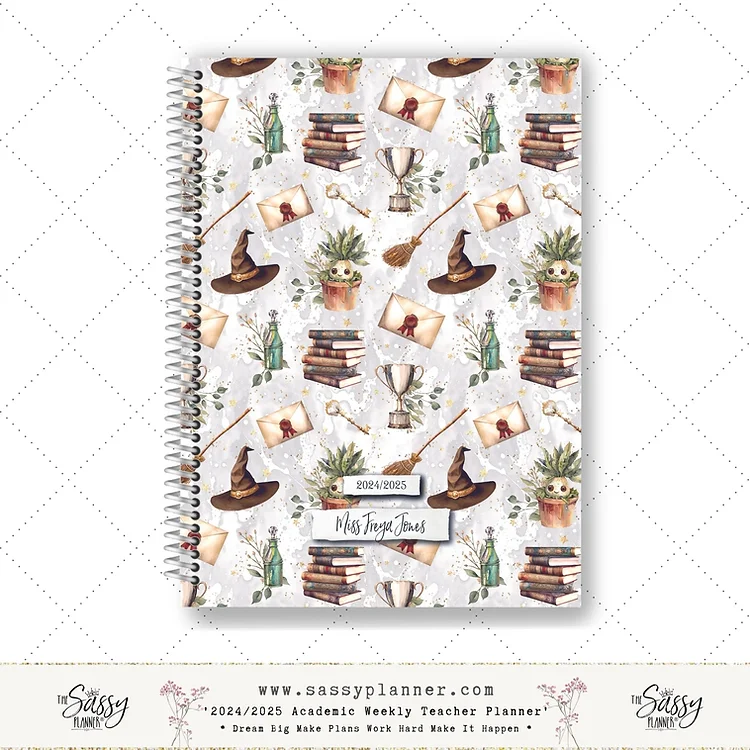 2024/2025
Miss Freya Jones
www.sassyplanner.com
THE Sassy PLANNER®
'2024/2025 Academic Weekly Teacher Planner'
* Dream Big Make Plans Work Hard Make It Happen *
THE Sassy PLANNER®